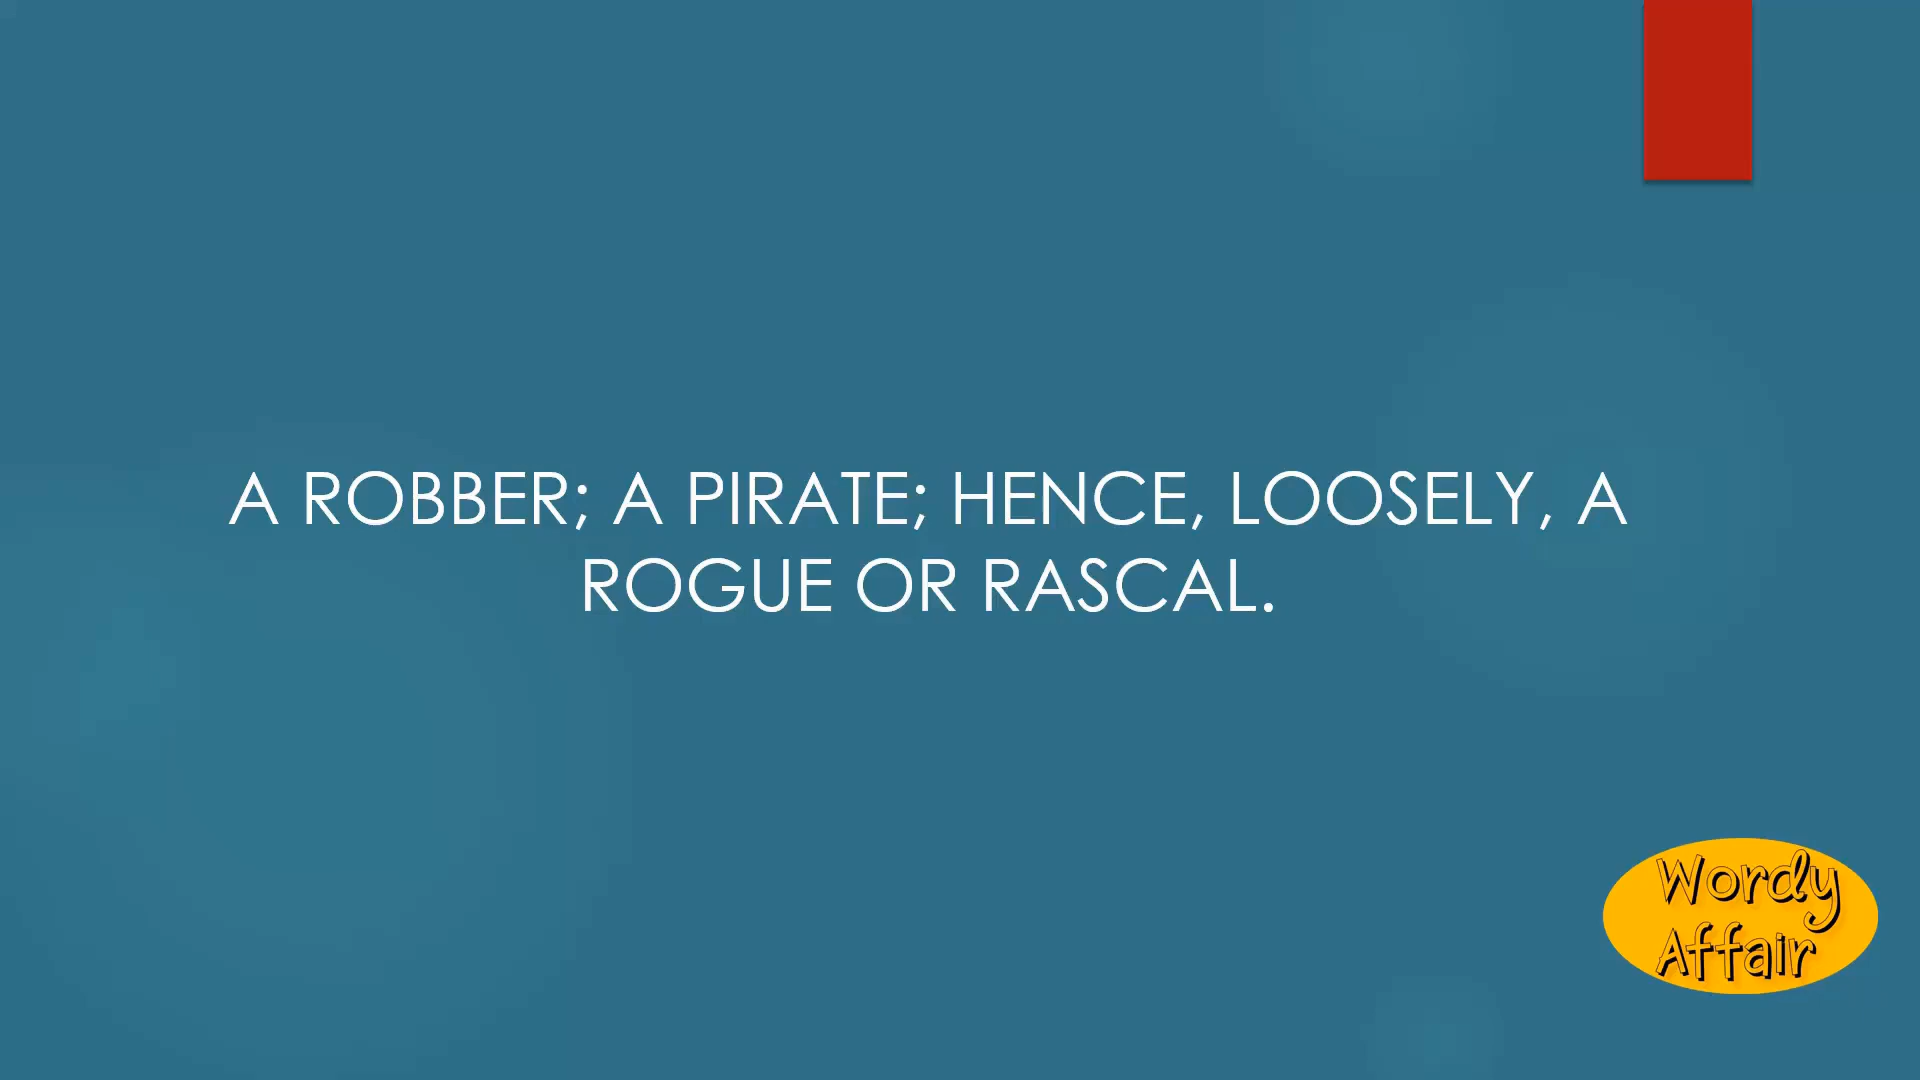 A ROBBER; A PIRATE; HENCE, LOOSELY, A
ROGUE OR RASCAL.
Wordy
Affair